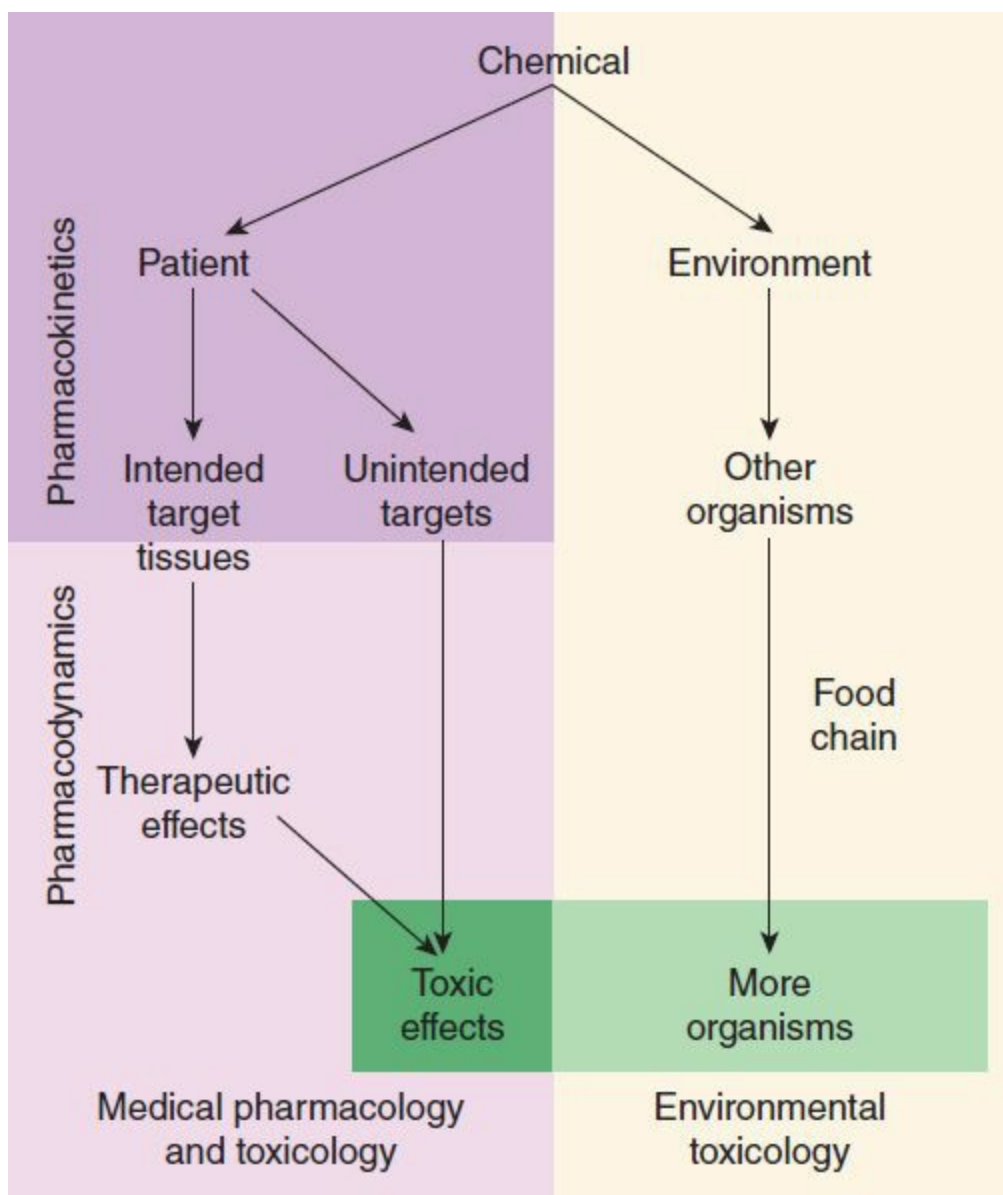 Chemical
Pharmacokinetics
Patient
Environment
Intended
target
tissues
Unintended
targets
Other
organisms
Pharmacodynamics
Therapeutic
effects
Food
chain
Toxic
effects
More
organisms
Medical pharmacology
and toxicology
Environmental
toxicology